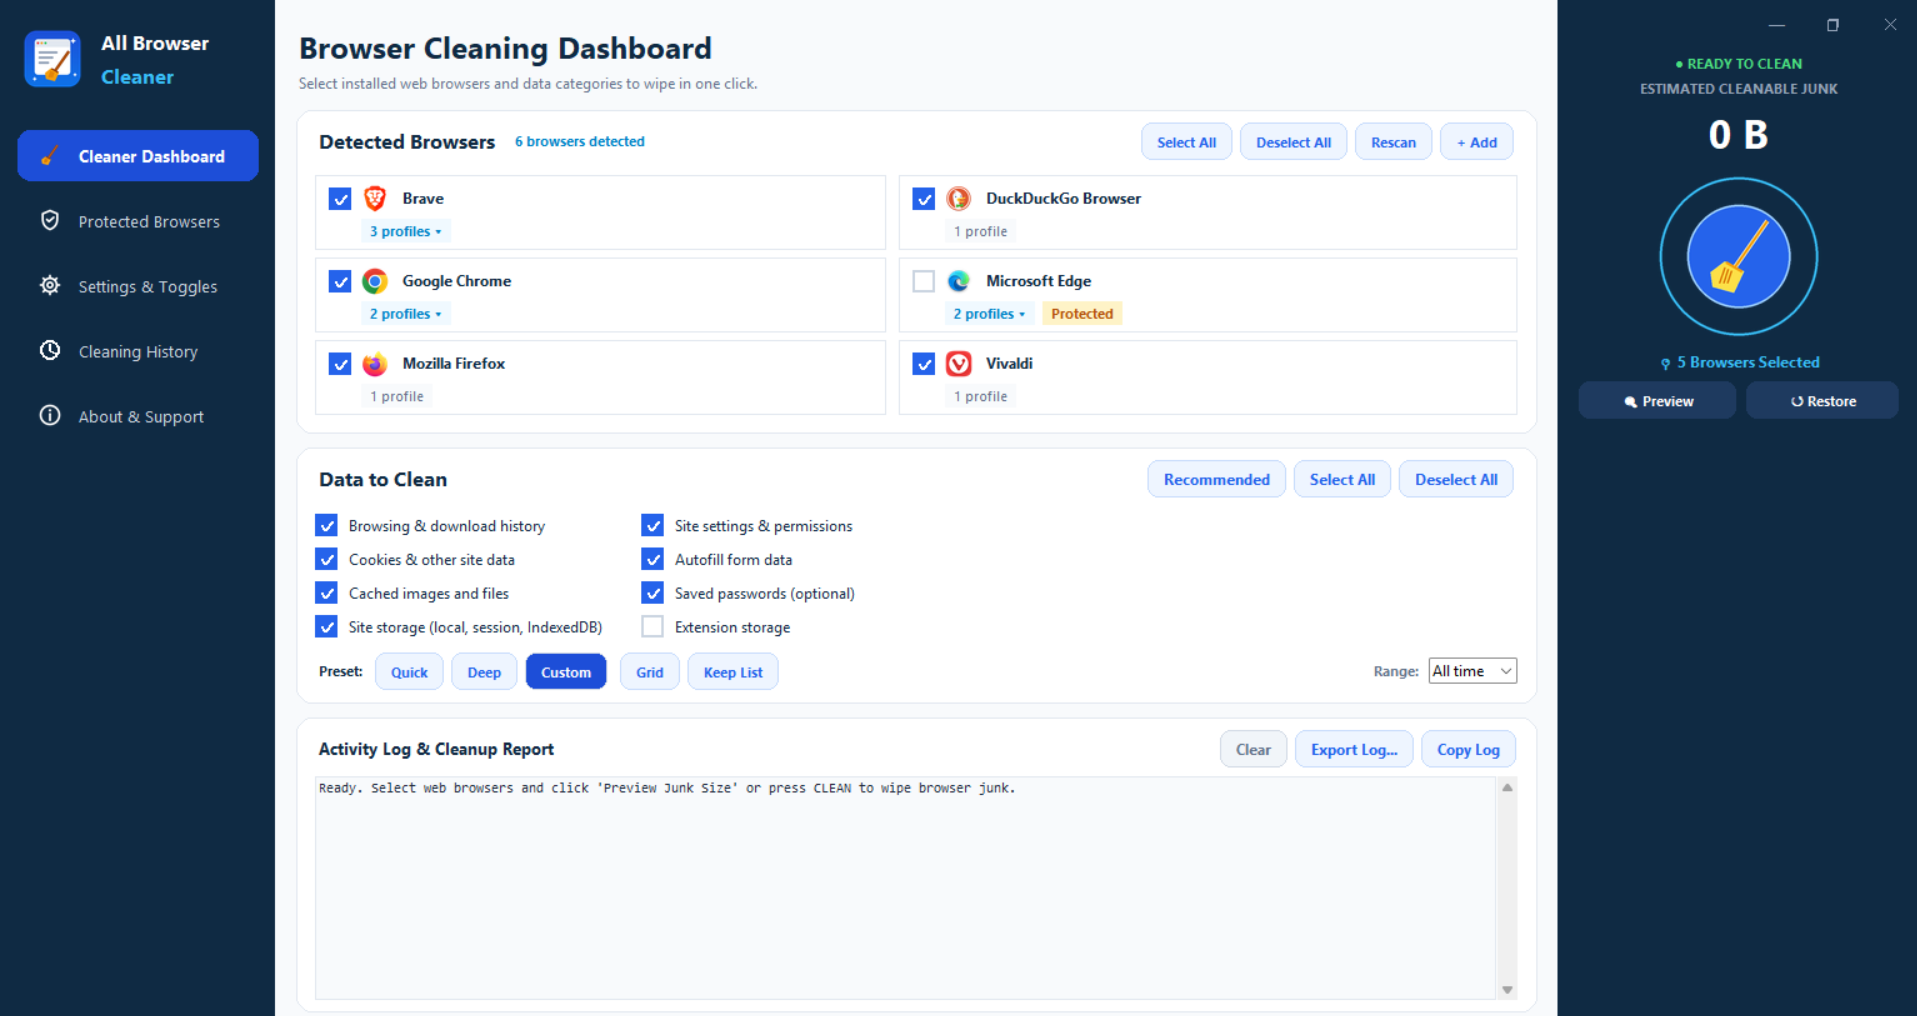 All Browser
Cleaner
Cleaner Dashboard
Protected Browsers
Settings & Toggles
Cleaning History
About & Support
Browser Cleaning Dashboard
Select installed web browsers and data categories to wipe in one click.
Detected Browsers 6 browsers detected Select All Deselect All Rescan + Add
Brave
3 profiles
DuckDuckGo Browser
1 profile
Google Chrome
2 profiles
Microsoft Edge
2 profiles Protected
Mozilla Firefox
1 profile
Vivaldi
1 profile
Data to Clean Recommended Select All Deselect All
Browsing & download history Site settings & permissions
Cookies & other site data Autofill form data
Cached images and files Saved passwords (optional)
Site storage (local, session, IndexedDB) Extension storage
Preset: Quick Deep Custom Grid Keep List Range: All time
Activity Log & Cleanup Report Clear Export Log... Copy Log
Ready. Select web browsers and click 'Preview Junk Size' or press CLEAN to wipe browser junk.
● READY TO CLEAN
ESTIMATED CLEANABLE JUNK
0 B
5 Browsers Selected
Preview Restore